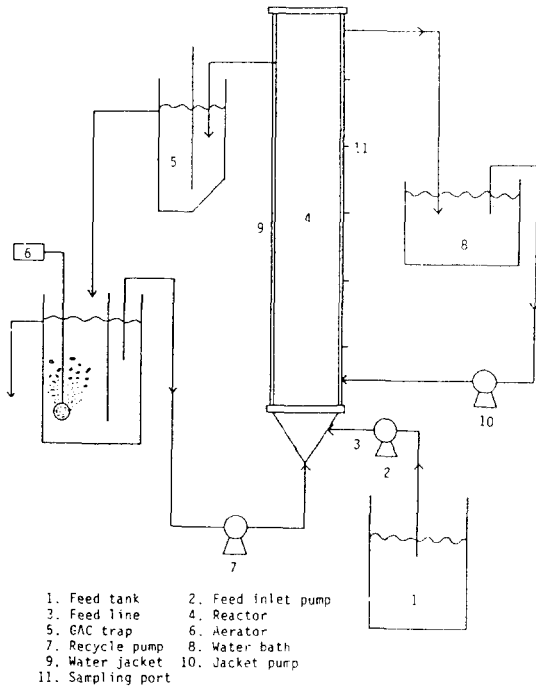 4
5
11
9
8
6
10
3
2
7
1
1. Feed tank 2. Feed inlet pump
3. Feed line 4. Reactor
5. GAC trap 6. Aerator
7. Recycle pump 8. Water bath
9. Water jacket 10. Jacket pump
11. Sampling port